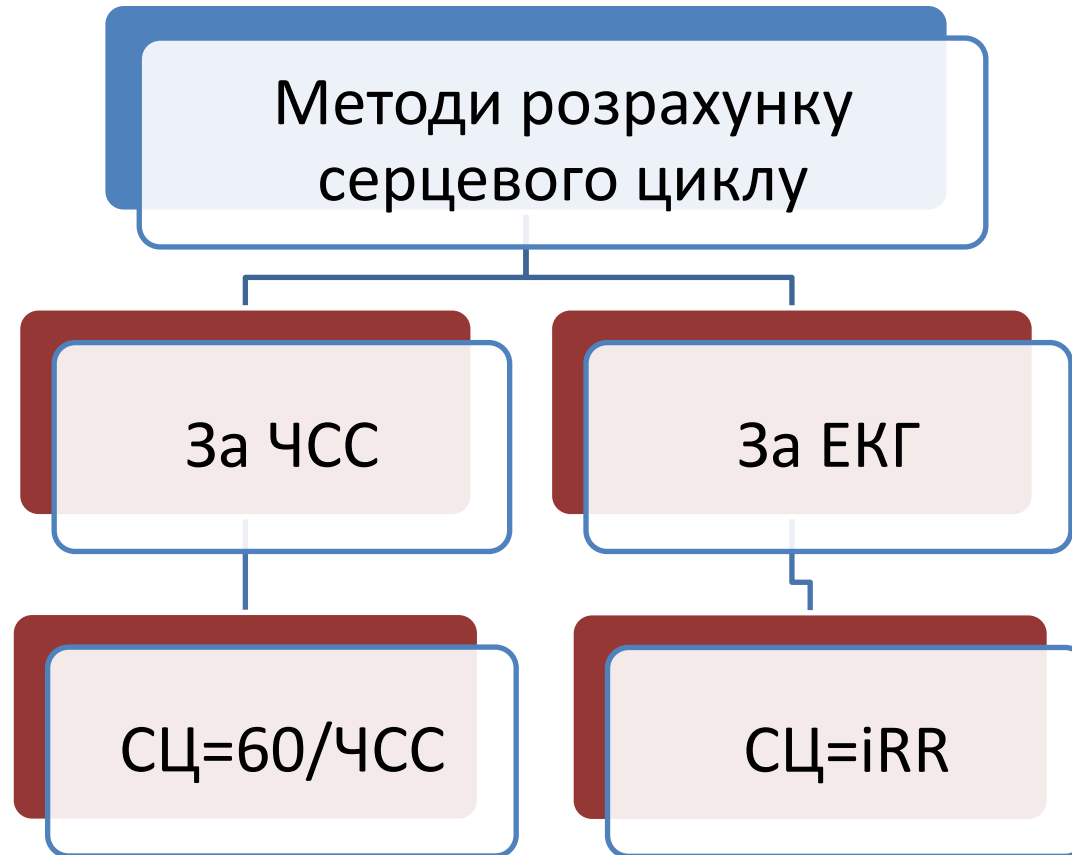 Методи розрахунку
серцевого циклу
За ЧСС
За ЕКГ
СЦ=60/ЧСС
СЦ=iRR